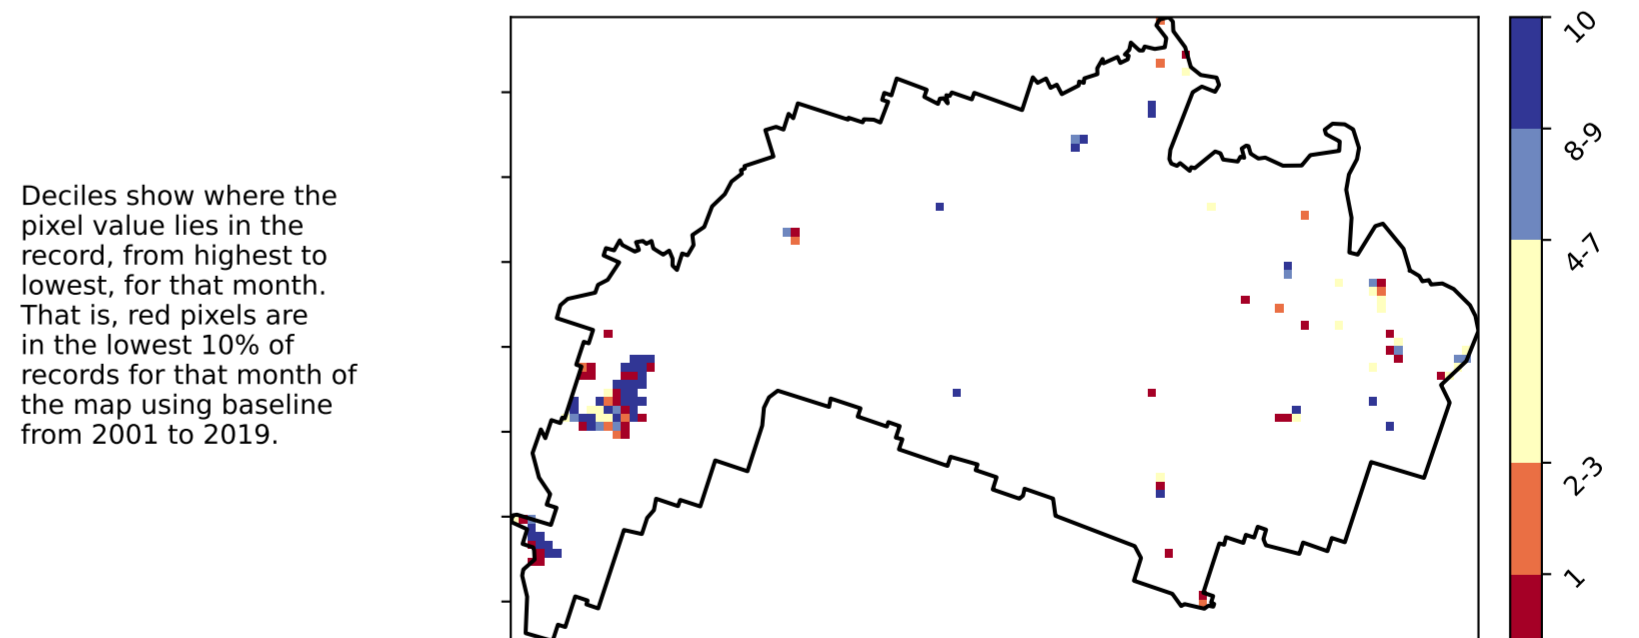 Deciles show where the
pixel value lies in the
record, from highest to
lowest, for that month.
That is, red pixels are
in the lowest 10% of
records for that month of
the map using baseline
from 2001 to 2019.
10
8-9
4-7
2-3
1